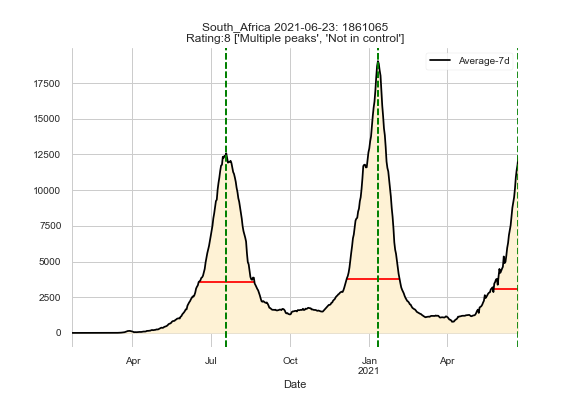 South_Africa 2021-06-23: 1861065
Rating:8 ['Multiple peaks', 'Not in control']
Average-7d
17500
15000
12500
10000
7500
5000
2500
0
Apr
Jul
Oct
Jan
2021
Apr
Date